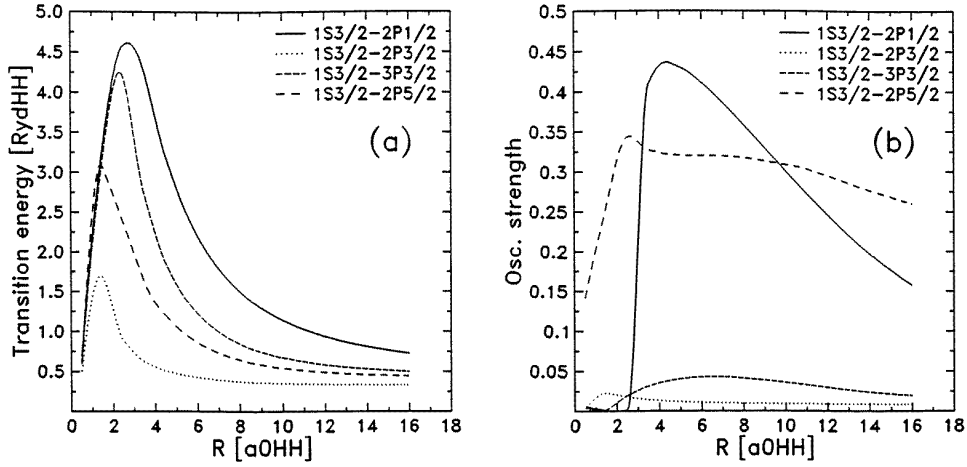 5.0
4.5
4.0
3.5
3.0
2.5
2.0
1.5
1.0
0.5
Transition energy [RydHH]
1S3/2-2P1/2
1S3/2-2P3/2
1S3/2-3P3/2
1S3/2-2P5/2
(a)
0 2 4 6 8 10 12 14 16 18
R [a0HH]
0.5
0.45
0.4
0.35
0.3
0.25
0.2
0.15
0.1
0.05
Osc. strength
1S3/2-2P1/2
1S3/2-2P3/2
1S3/2-3P3/2
1S3/2-2P5/2
(b)
0 2 4 6 8 10 12 14 16 18
R [a0HH]